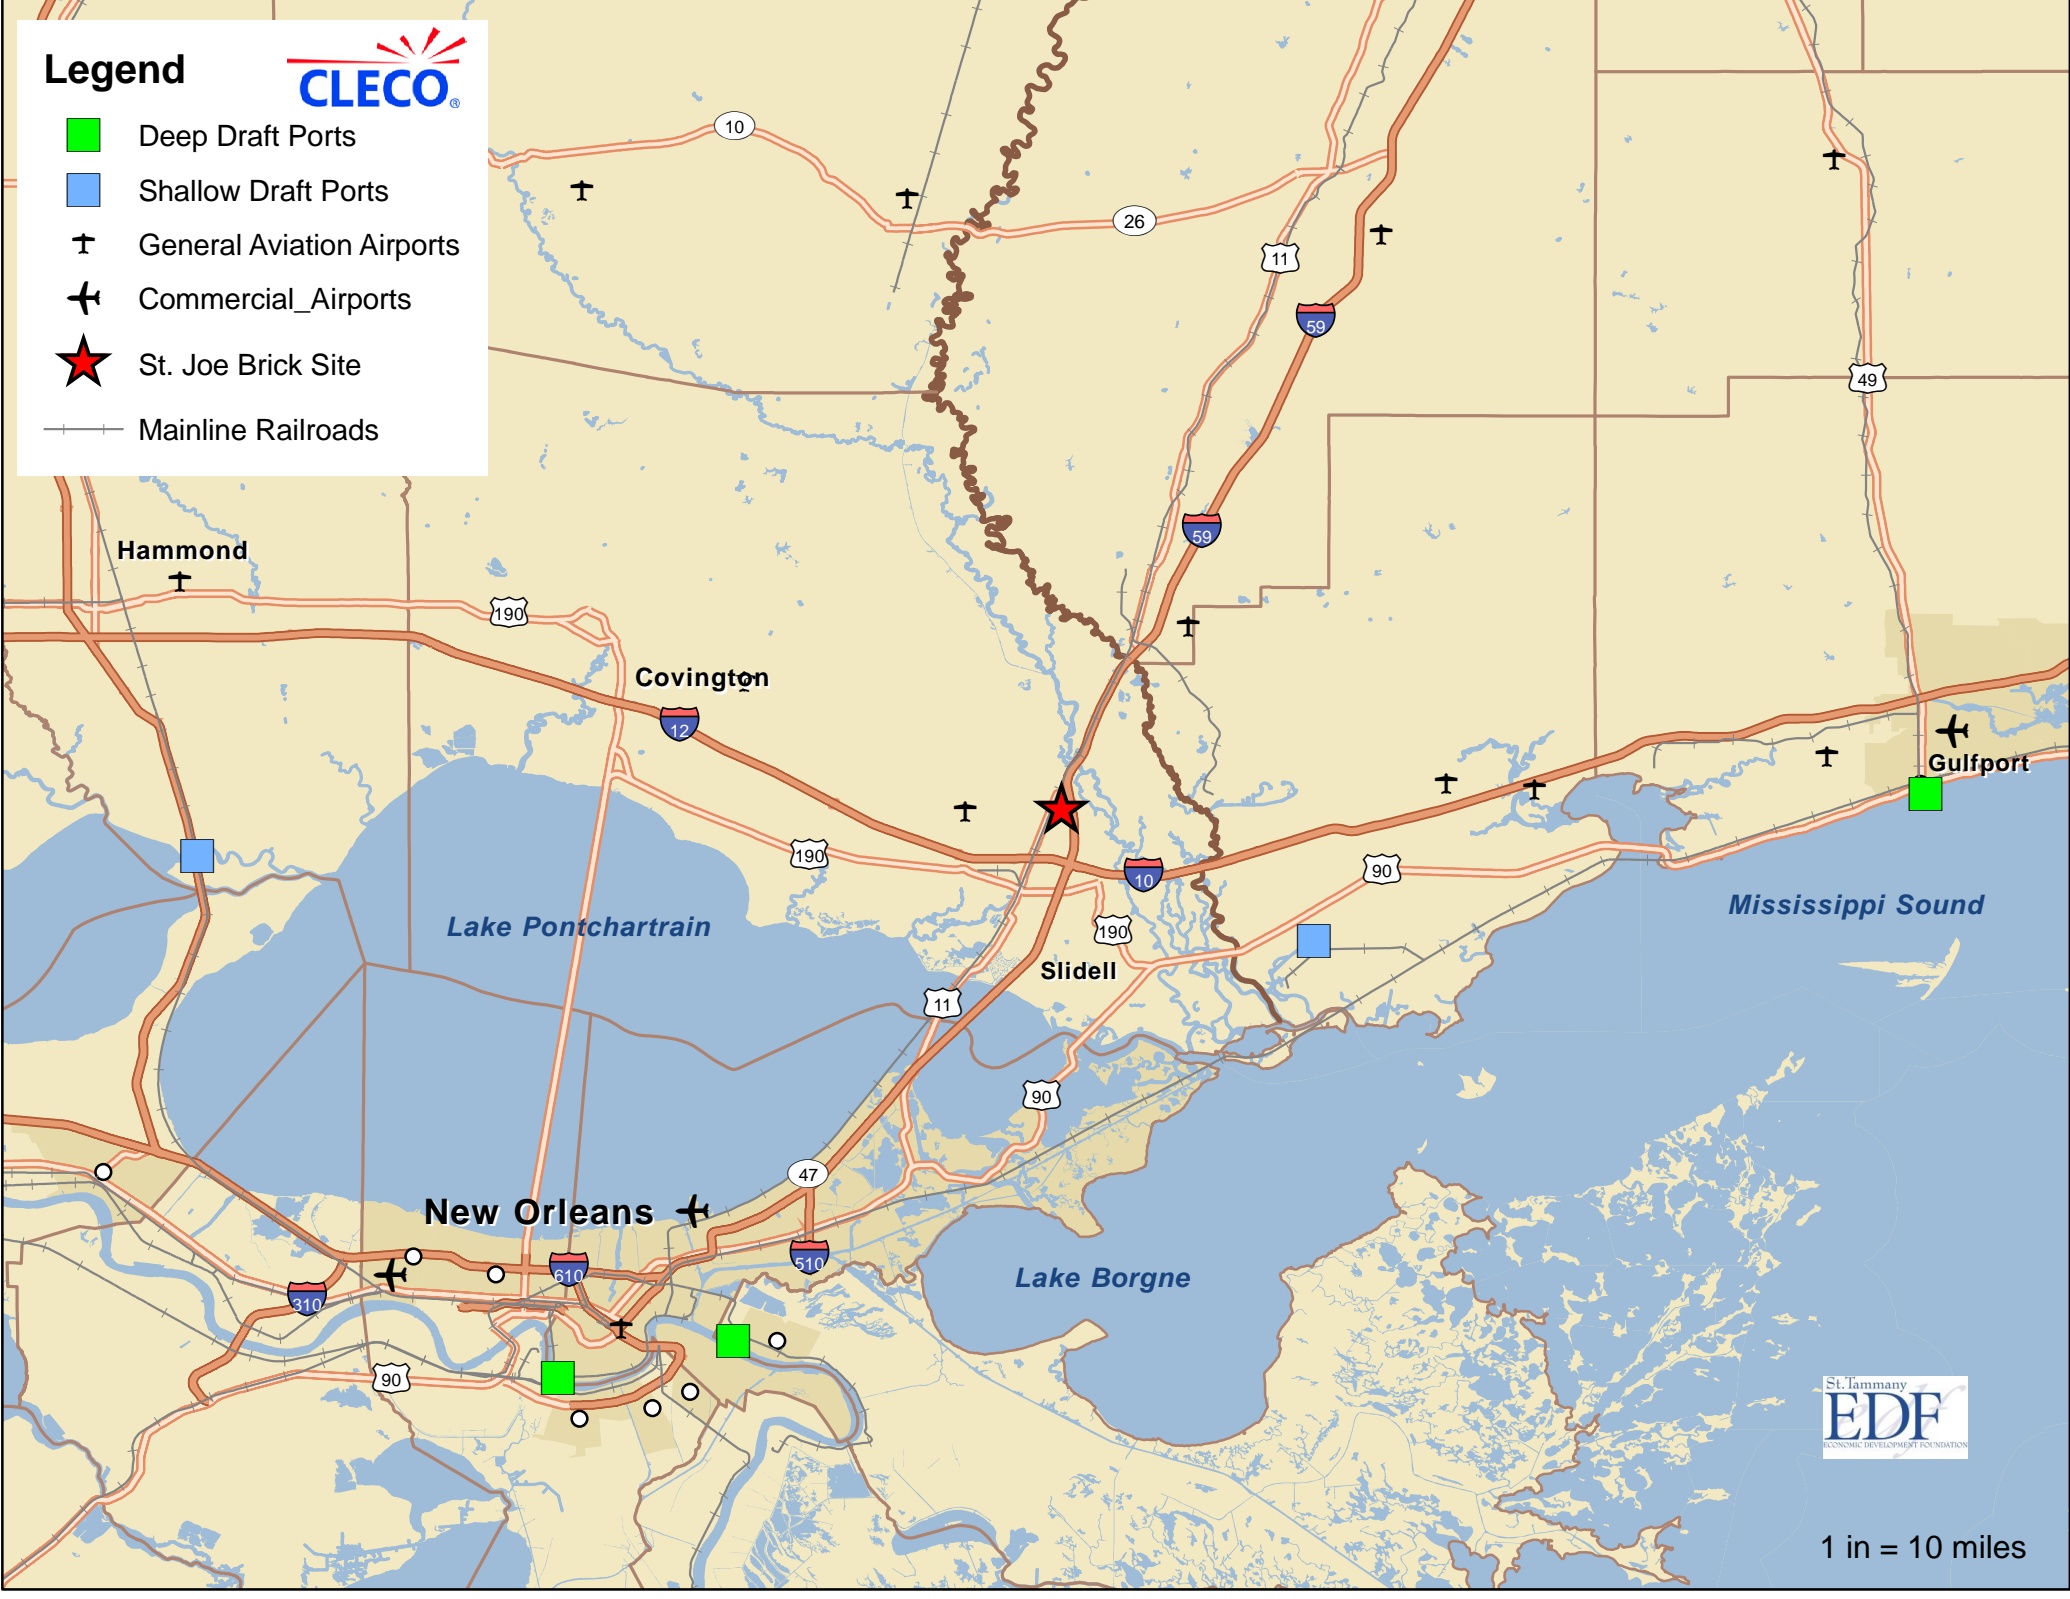 Legend
CLECO®
Deep Draft Ports
Shallow Draft Ports
General Aviation Airports
Commercial_Airports
St. Joe Brick Site
Mainline Railroads
10
26
11
59
49
59
Hammond
190
Covington
12
Gulfport
190
10
90
Mississippi Sound
Lake Pontchartrain
190
Slidell
11
90
47
New Orleans
510
610
Lake Borgne
310
90
St. Tammany
EDF
ECONOMIC DEVELOPMENT FOUNDATION
1 in = 10 miles